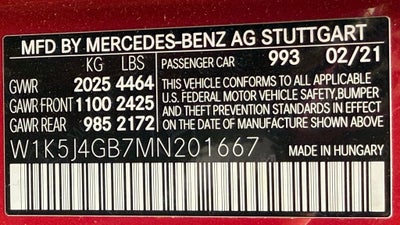 MFD BY MERCEDES-BENZ AG STUTTGART
KG LBS PASSENGER CAR 993 02/21
GVWR 2025 4464 THIS VEHICLE CONFORMS TO ALL APPLICABLE
GAWR FRONT 1100 2425 U.S. FEDERAL MOTOR VEHICLE SAFETY, BUMPER
GAWR REAR 985 2172 AND THEFT PREVENTION STANDARDS IN EFFECT
ON THE DATE OF MANUFACTURE SHOWN ABOVE.
W1K5J4GB7MN201667 MADE IN HUNGARY